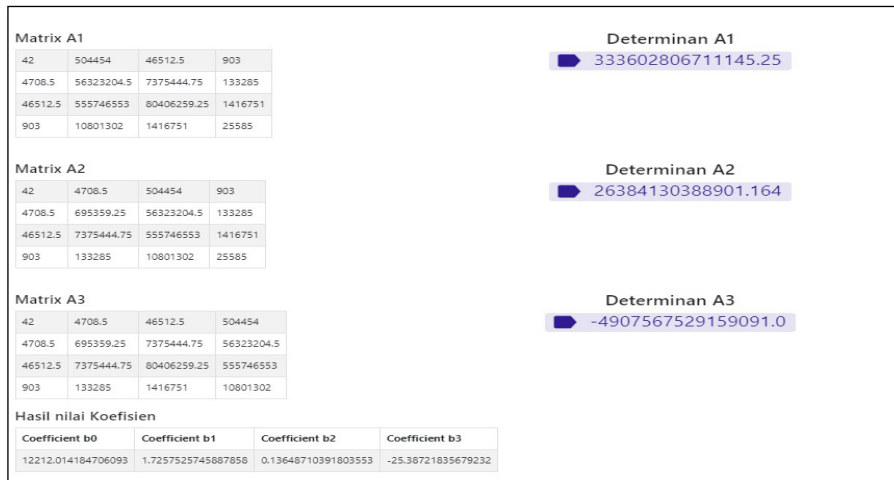 Matrix A1
Determinan A1
42 504454 46512.5 903
333602806711145.25
4708.5 56323204.5 7375444.75 133285
46512.5 555746553 80406259.25 1416751
903 10801302 1416751 25585
Matrix A2
Determinan A2
42 4708.5 504454 903
26384130388901.164
4708.5 695359.25 56323204.5 133285
46512.5 7375444.75 555746553 1416751
903 133285 10801302 25585
Matrix A3
Determinan A3
42 4708.5 46512.5 504454
-4907567529159091.0
4708.5 695359.25 7375444.75 56323204.5
46512.5 7375444.75 80406259.25 555746553
903 133285 1416751 10801302
Hasil nilai Koefisien
Coefficient b0 Coefficient b1 Coefficient b2 Coefficient b3
12212.014184706093 1.7257525745887858 0.13648710391803553 -25.38721835679232